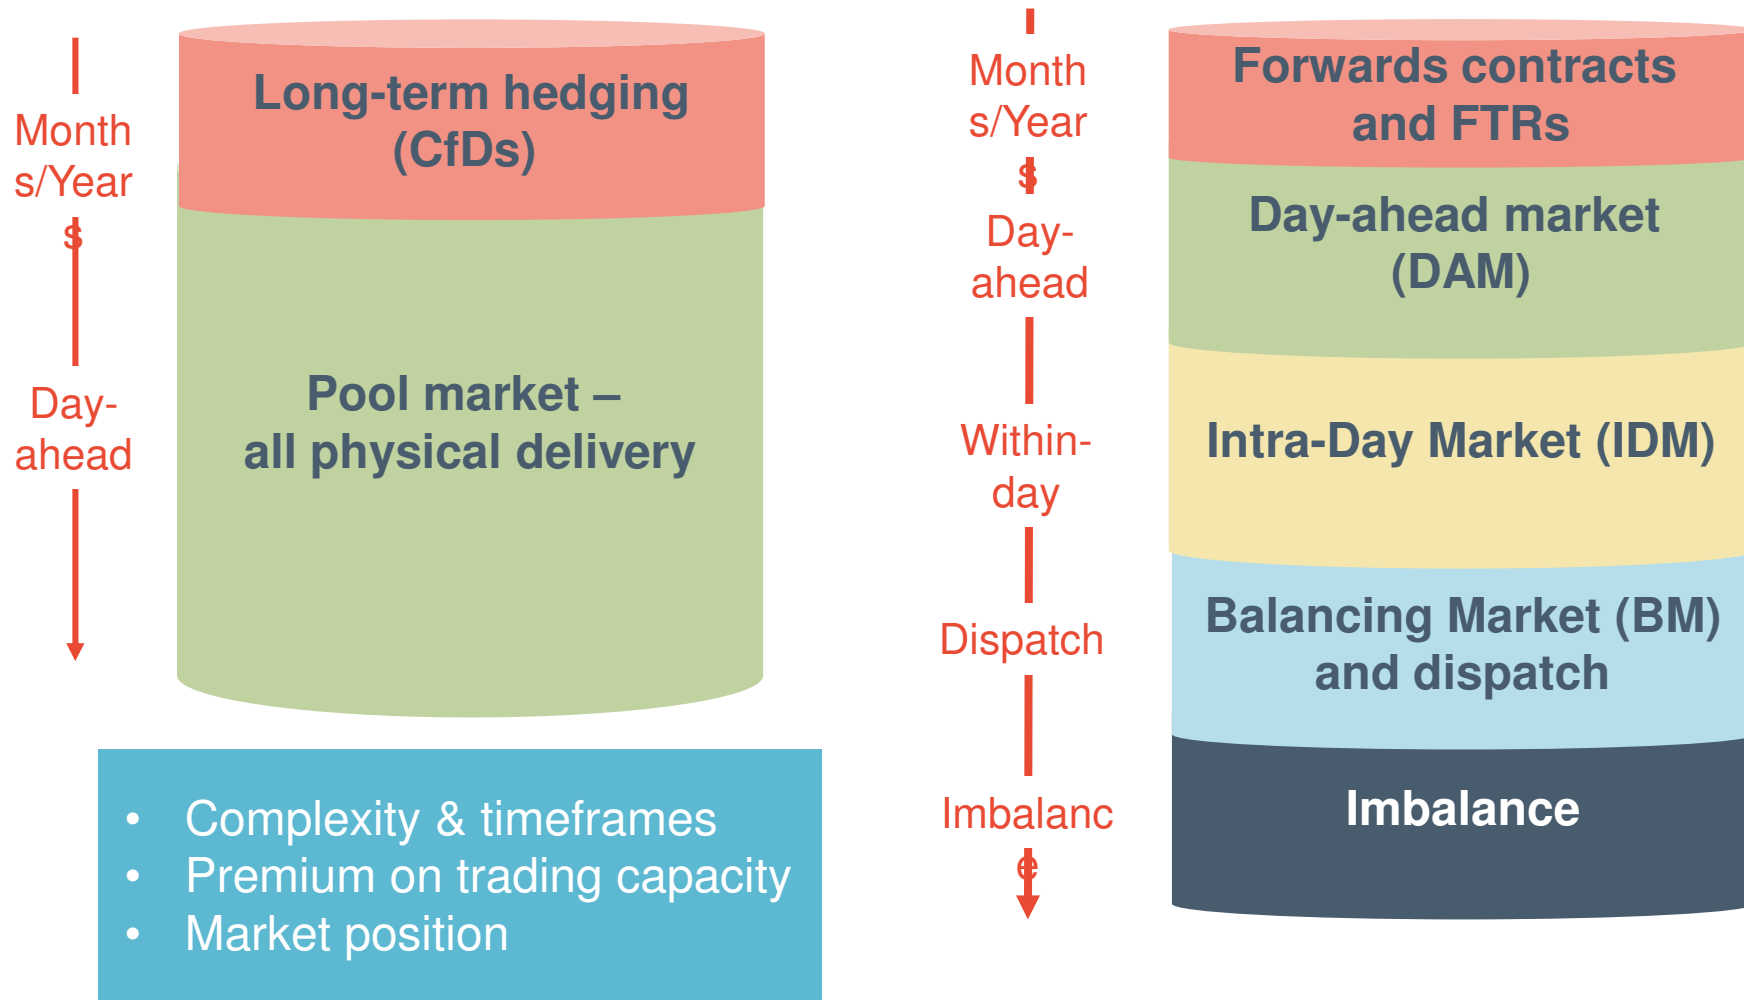 Month
s/Year
s
Day-
ahead
Long-term hedging
(CfDs)
Pool market –
all physical delivery
• Complexity & timeframes
• Premium on trading capacity
• Market position
Month
s/Year
s
Day-
ahead
Within-
day
Dispatch
Imbalanc
e
Forwards contracts
and FTRs
Day-ahead market
(DAM)
Intra-Day Market (IDM)
Balancing Market (BM)
and dispatch
Imbalance